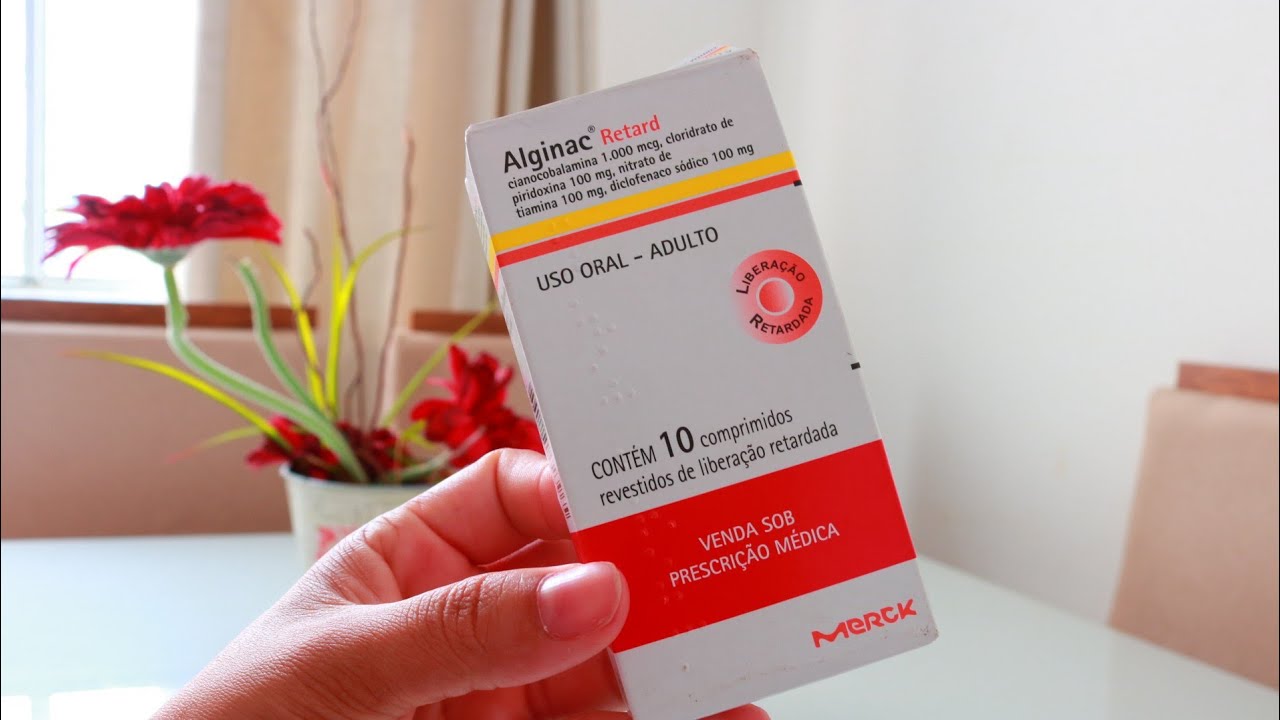 Alginac® Retard
cianocobalamina 1.000 mcg, cloridrato de
piridoxina 100 mg, nitrato de
tiamina 100 mg, diclofenaco sódico 100 mg
USO ORAL – ADULTO
LIBERAÇÃO
RETARDADA
CONTÉM 10 comprimidos
revestidos de liberação retardada
VENDA SOB
PRESCRIÇÃO MÉDICA
MERCK